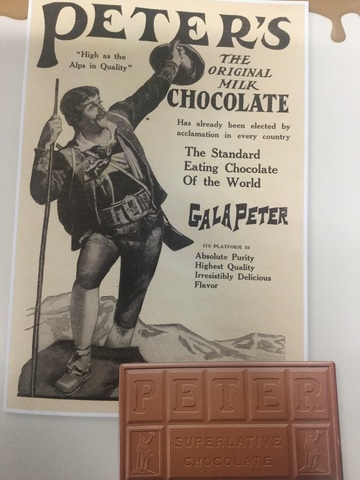 PETER'S
"High as the
Alps in Quality"
THE
ORIGINAL
MILK
CHOCOLATE
Has already been elected by
acclamation in every country
The Standard
Eating Chocolate
Of the World
GALA PETER
ITS PLATFORM IS
Absolute Purity
Highest Quality
Irresistibly Delicious
Flavor
PETER
SUPERLATIVE
CHOCOLATE